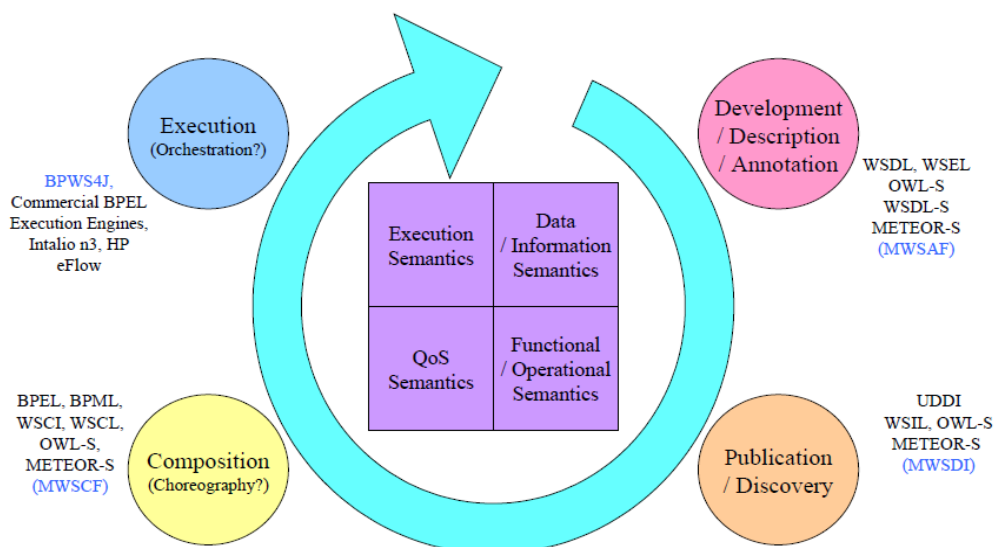 Execution
(Orchestration?)
BPWS4J,
Commercial BPEL
Execution Engines,
Intalio n3, HP
eFlow
Development
/ Description
/ Annotation
WSDL, WSEL
OWL-S
WSDL-S
METEOR-S
(MWSAF)
Execution
Semantics
Data
/ Information
Semantics
QoS
Semantics
Functional
/ Operational
Semantics
BPEL, BPML,
WSCI, WSCL,
OWL-S,
METEOR-S
(MWSCF)
Composition
(Choreography?)
Publication
/ Discovery
UDDI
WSIL, OWL-S
METEOR-S
(MWSDI)